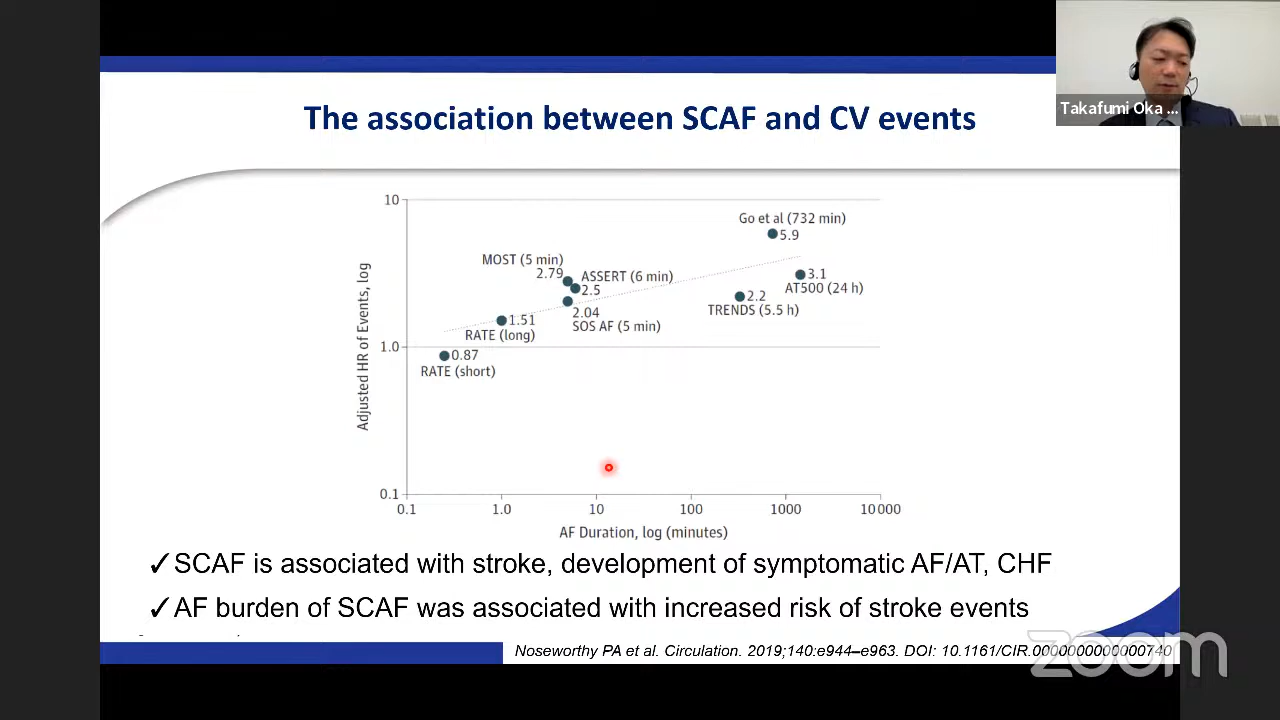 Takafumi Oka ...
The association between SCAF and CV events
10
1.0
0.1
Adjusted HR of Events, log
Go et al (732 min)
5.9
MOST (5 min)
2.79
ASSERT (6 min)
2.5
3.1
AT500 (24 h)
2.2
TRENDS (5.5 h)
2.04
SOS AF (5 min)
1.51
RATE (long)
0.87
RATE (short)
0.1 1.0 10 100 1000 10000
AF Duration, log (minutes)
✓SCAF is associated with stroke, development of symptomatic AF/AT, CHF
✓AF burden of SCAF was associated with increased risk of stroke events
Noseworthy PA et al. Circulation. 2019;140:e944–e963. DOI: 10.1161/CIR.0000000000000740
zoom